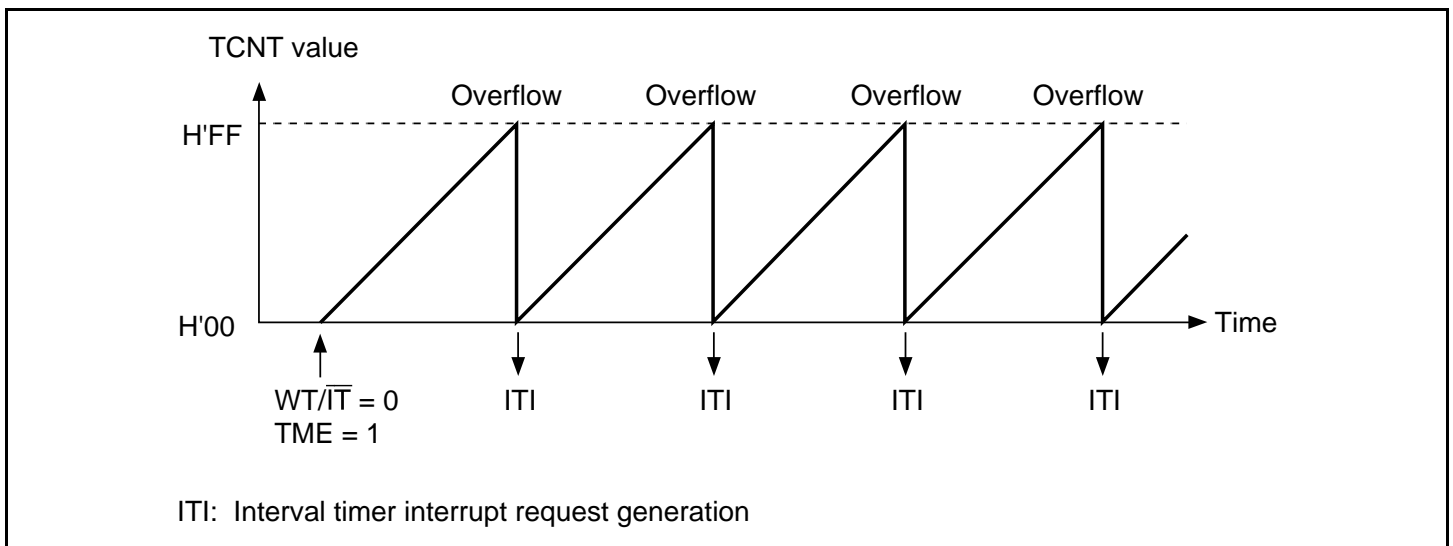 TCNT value
Overflow Overflow Overflow Overflow
H'FF
H'00
Time
WT/I̅T̅ = 0
TME = 1
ITI ITI ITI ITI
ITI: Interval timer interrupt request generation